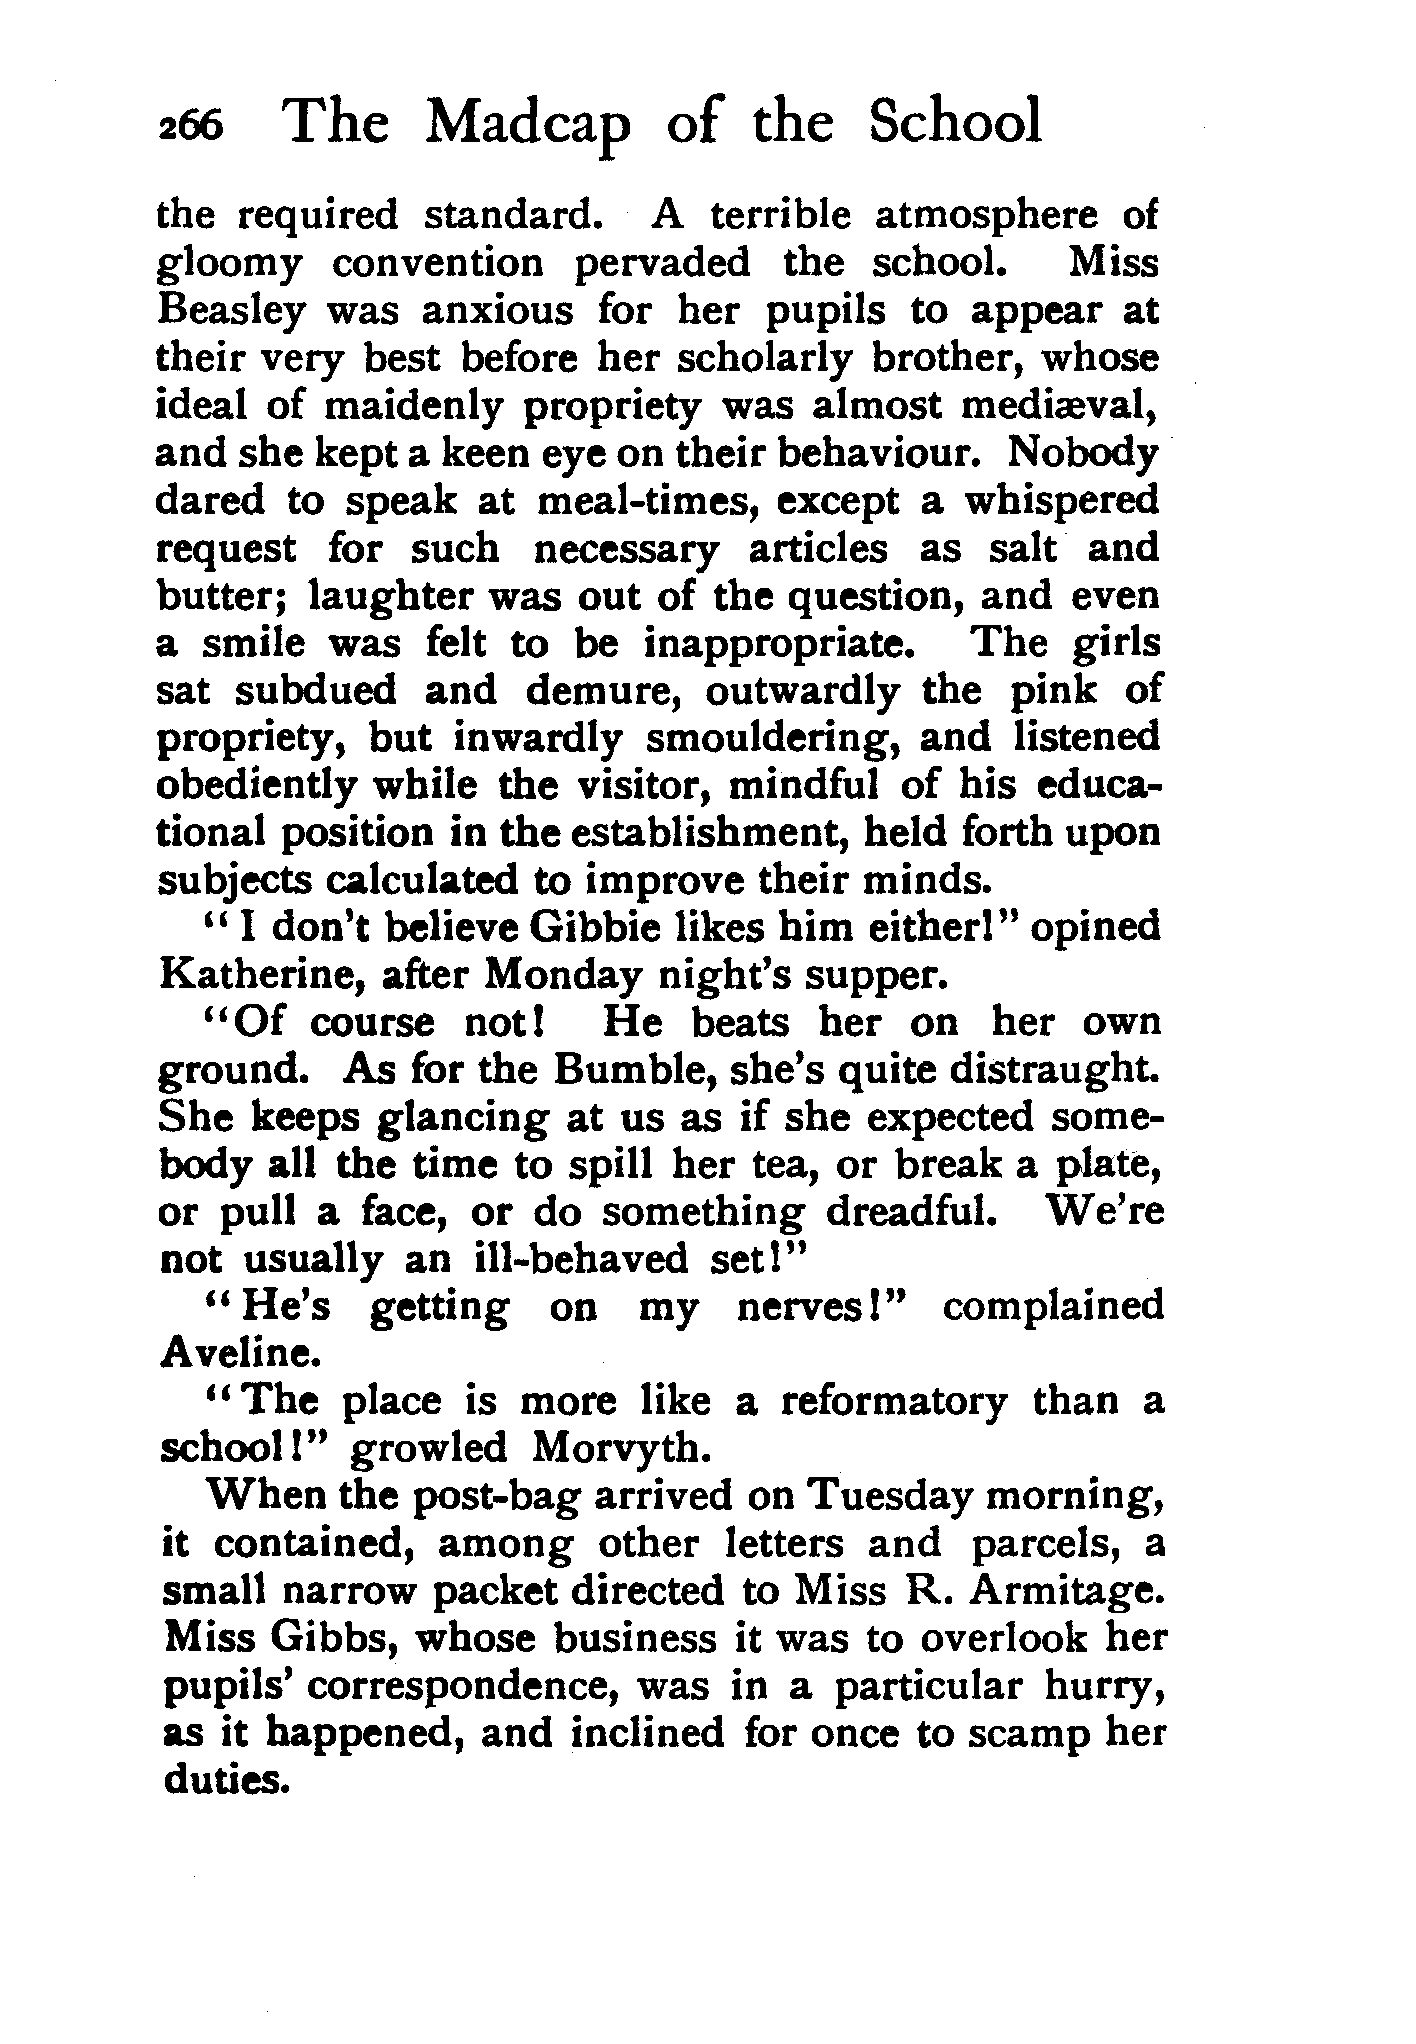 266 The Madcap of the School
the required standard. A terrible atmosphere of
gloomy convention pervaded the school. Miss
Beasley was anxious for her pupils to appear at
their very best before her scholarly brother, whose
ideal of maidenly propriety was almost mediæval,
and she kept a keen eye on their behaviour. Nobody
dared to speak at meal-times, except a whispered
request for such necessary articles as salt and
butter; laughter was out of the question, and even
a smile was felt to be inappropriate. The girls
sat subdued and demure, outwardly the pink of
propriety, but inwardly smouldering, and listened
obediently while the visitor, mindful of his educa-
tional position in the establishment, held forth upon
subjects calculated to improve their minds.
"I don't believe Gibbie likes him either!" opined
Katherine, after Monday night's supper.
"Of course not! He beats her on her own
ground. As for the Bumble, she's quite distraught.
She keeps glancing at us as if she expected some-
body all the time to spill her tea, or break a plate,
or pull a face, or do something dreadful. We're
not usually an ill-behaved set!"
"He's getting on my nerves!" complained
Aveline.
"The place is more like a reformatory than a
school!" growled Morvyth.
When the post-bag arrived on Tuesday morning,
it contained, among other letters and parcels, a
small narrow packet directed to Miss R. Armitage.
Miss Gibbs, whose business it was to overlook her
pupils' correspondence, was in a particular hurry,
as it happened, and inclined for once to scamp her
duties.